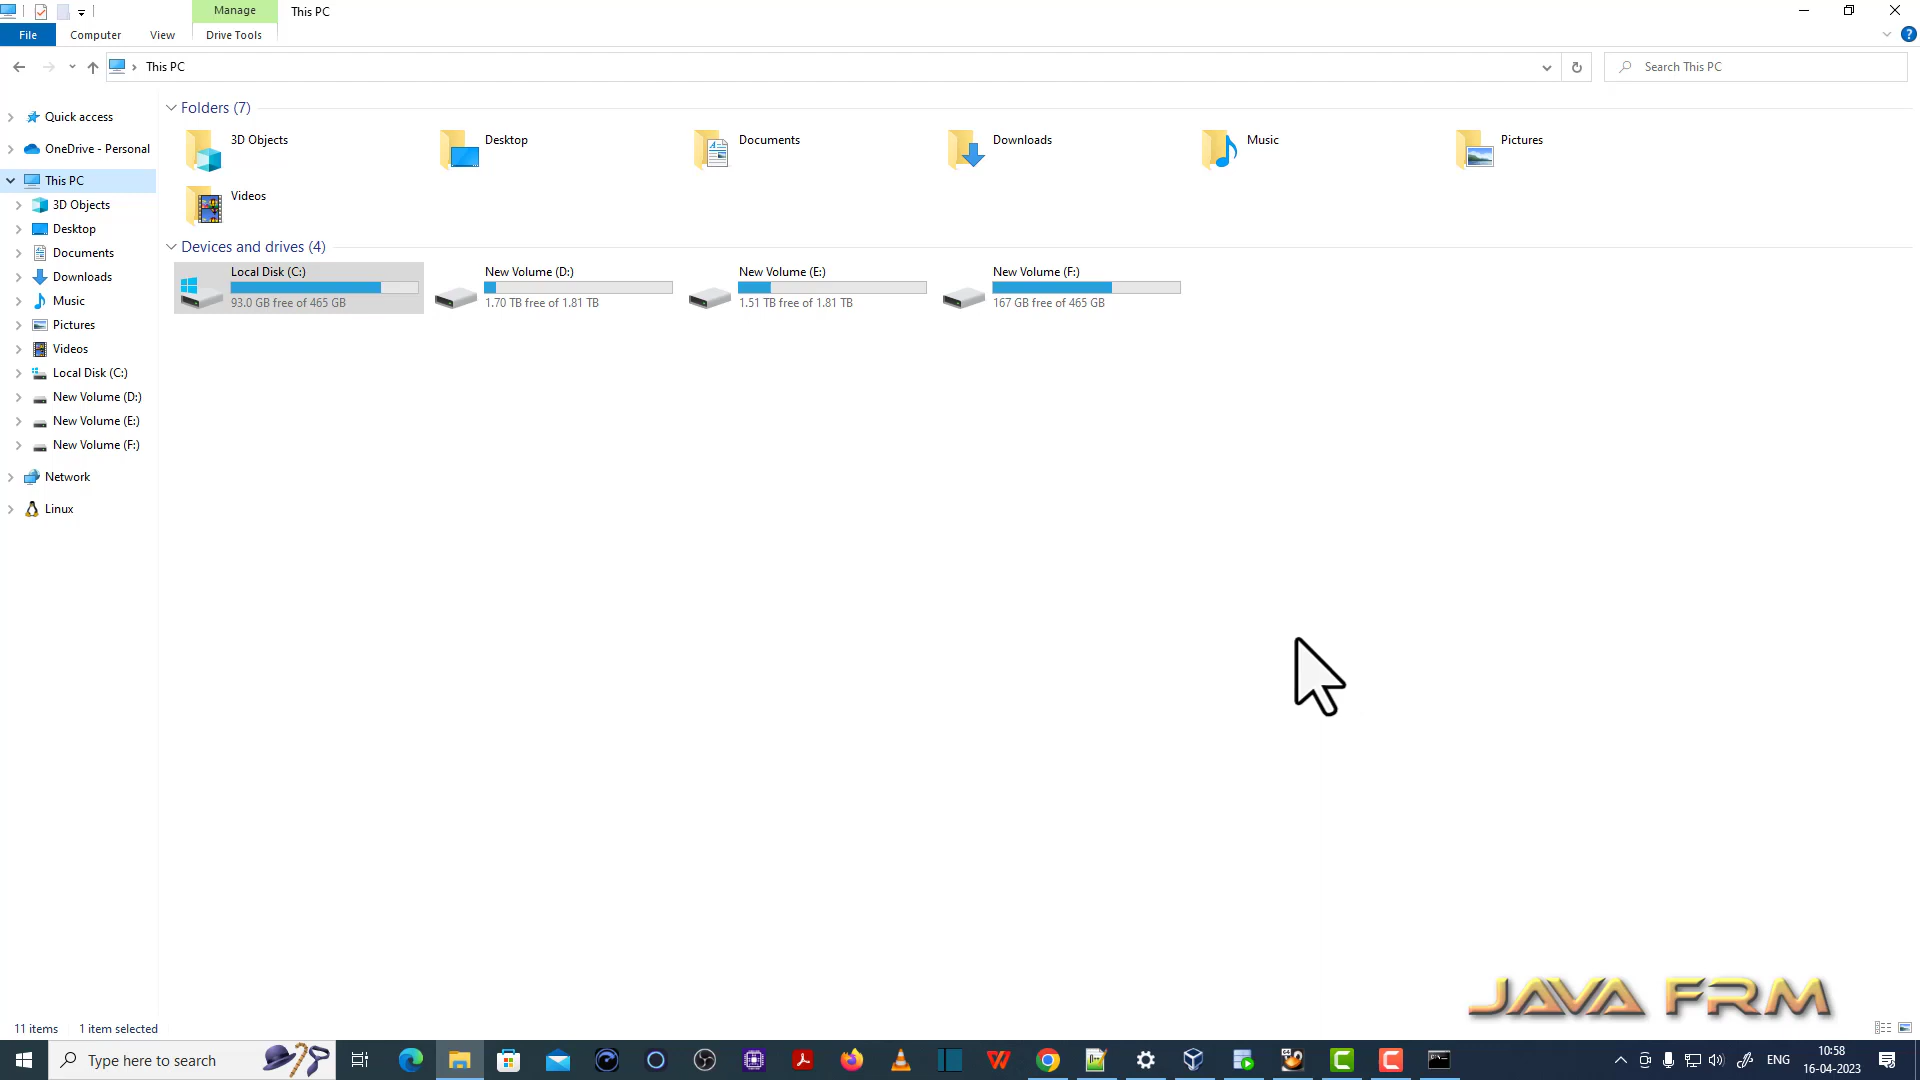 Manage
This PC
File
Computer
View
Drive Tools
This PC
Search This PC
Quick access
OneDrive - Personal
This PC
3D Objects
Desktop
Documents
Downloads
Music
Pictures
Videos
Local Disk (C:)
New Volume (D:)
New Volume (E:)
New Volume (F:)
Network
Linux
Folders (7)
3D Objects
Desktop
Documents
Downloads
Music
Pictures
Videos
Devices and drives (4)
Local Disk (C:)
93.0 GB free of 465 GB
New Volume (D:)
1.70 TB free of 1.81 TB
New Volume (E:)
1.51 TB free of 1.81 TB
New Volume (F:)
167 GB free of 465 GB
JAVA FRM
11 items
1 item selected
Type here to search
ENG
10:58
16-04-2023